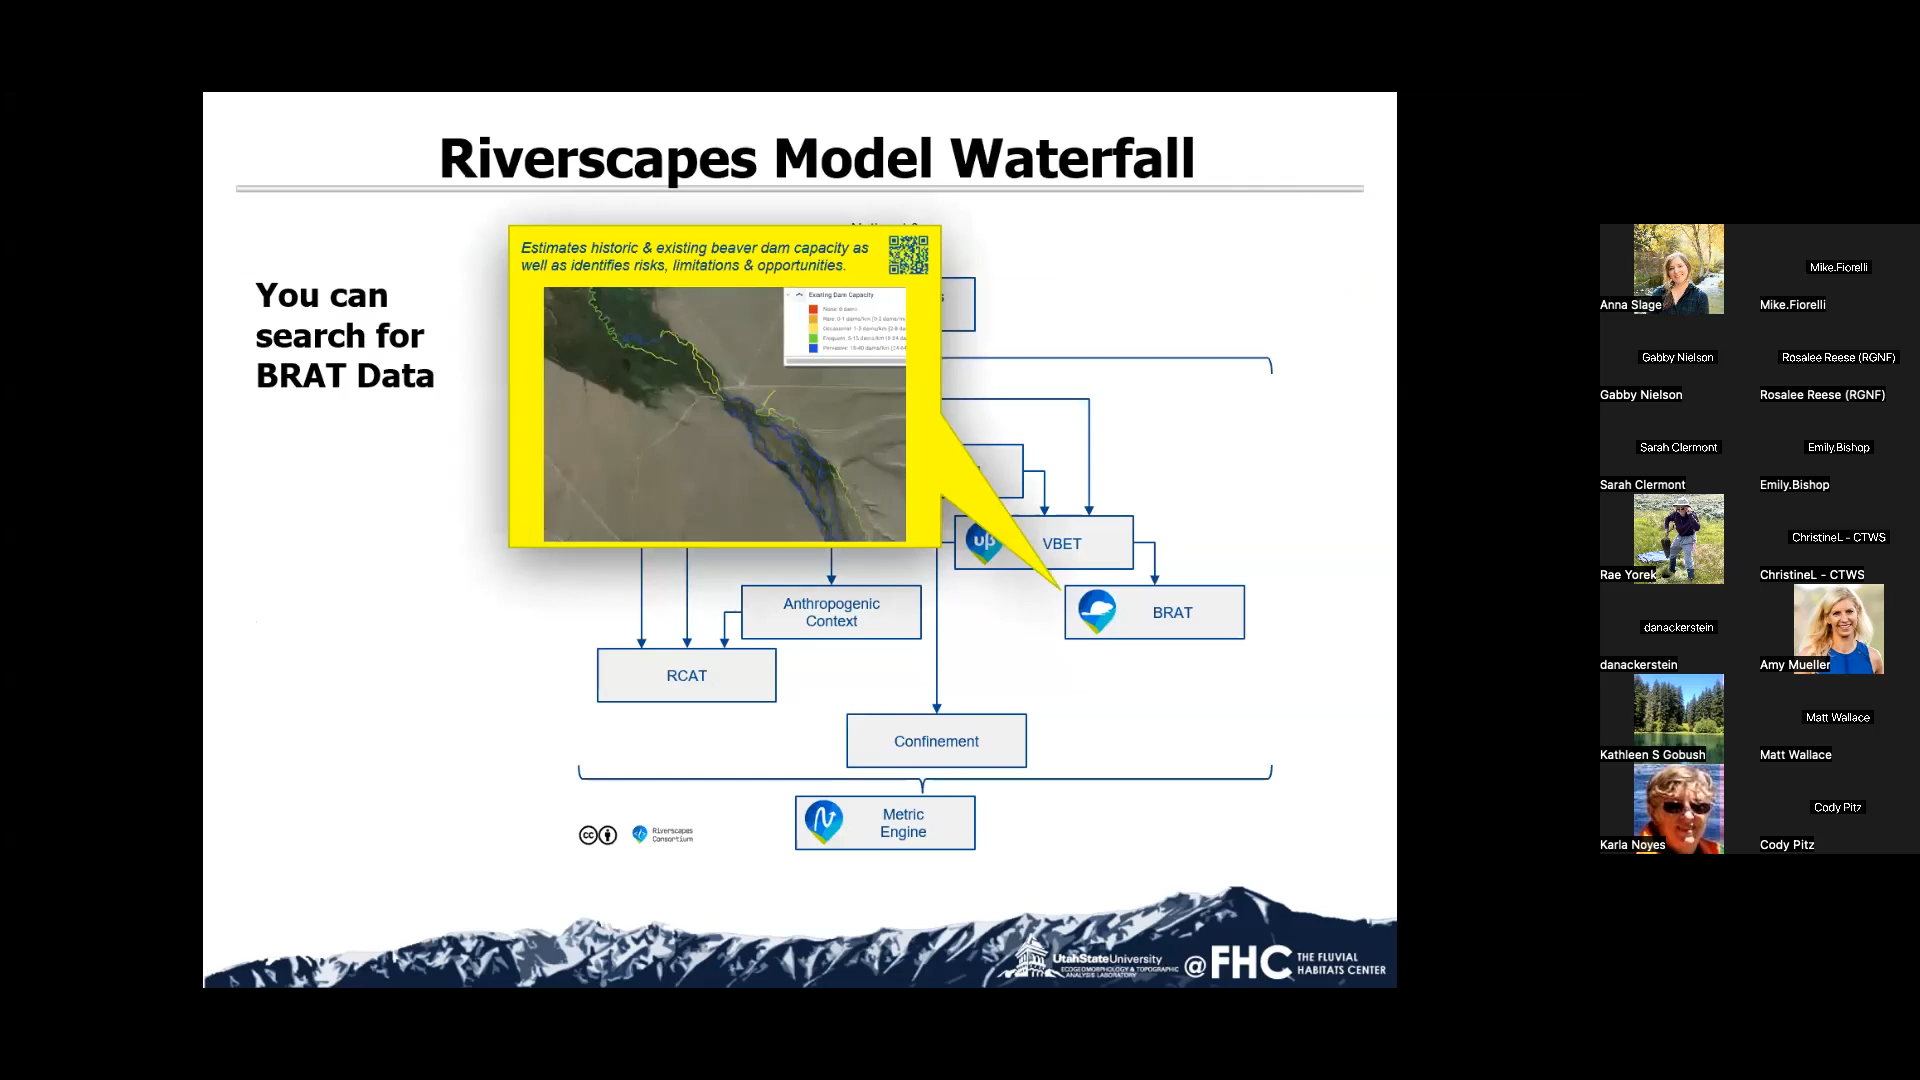 Riverscapes Model Waterfall
You can
search for
BRAT Data
Estimates historic & existing beaver dam capacity as
well as identifies risks, limitations & opportunities.
Existing Dam Capacity
VBET
Anthropogenic
Context
BRAT
RCAT
Confinement
Metric
Engine
Riverscapes
Consortium
UtahStateUniversity
ECOGEOMORPHOLOGY & TOPOGRAPHIC
ANALYSIS LABORATORY
@FHC THE FLUVIAL
HABITATS CENTER
Anna Slage
Mike.Fiorelli
Mike.Fiorelli
Gabby Nielson
Gabby Nielson
Rosalee Reese (RGNF)
Rosalee Reese (RGNF)
Sarah Clermont
Sarah Clermont
Emily.Bishop
Emily.Bishop
Rae Yorek
ChristineL - CTWS
ChristineL - CTWS
danackerstein
danackerstein
Amy Mueller
Kathleen S Gobush
Matt Wallace
Matt Wallace
Karla Noyes
Cody Pitz
Cody Pitz